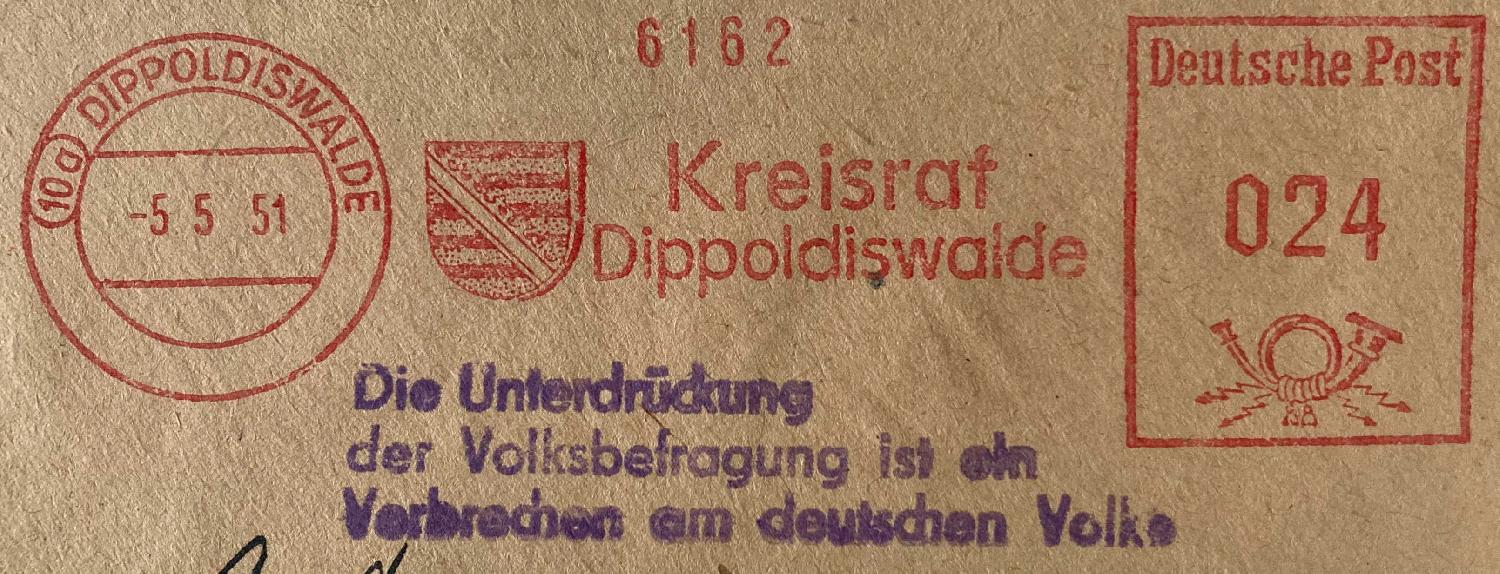 6162
Deutsche Post
(10a) DIPPOLDISWALDE
-5 5 51
Kreisrat
Dippoldiswalde
024
Die Unterdrückung
der Volksbefragung ist ein
Verbrechen am deutschen Volke